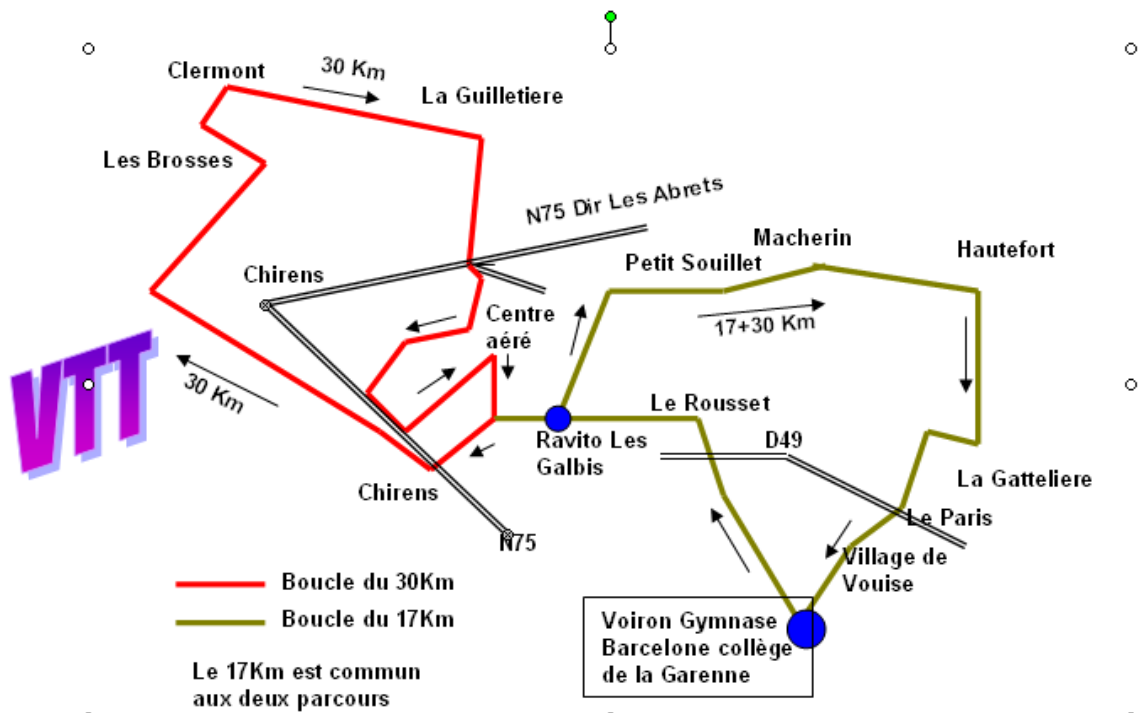 Clermont
30 Km
La Guilletiere
Les Brosses
N75 Dir Les Abrets
Macherin
Hautefort
Petit Souillet
Chirens
Centre
aéré
17+30 Km
VTT
30 Km
Le Rousset
Ravito Les
Galbis
D49
La Gatteliere
Chirens
Le Paris
N75
Village de
Vouise
Boucle du 30Km
Boucle du 17Km
Voiron Gymnase
Barcelone collège
de la Garenne
Le 17Km est commun
aux deux parcours